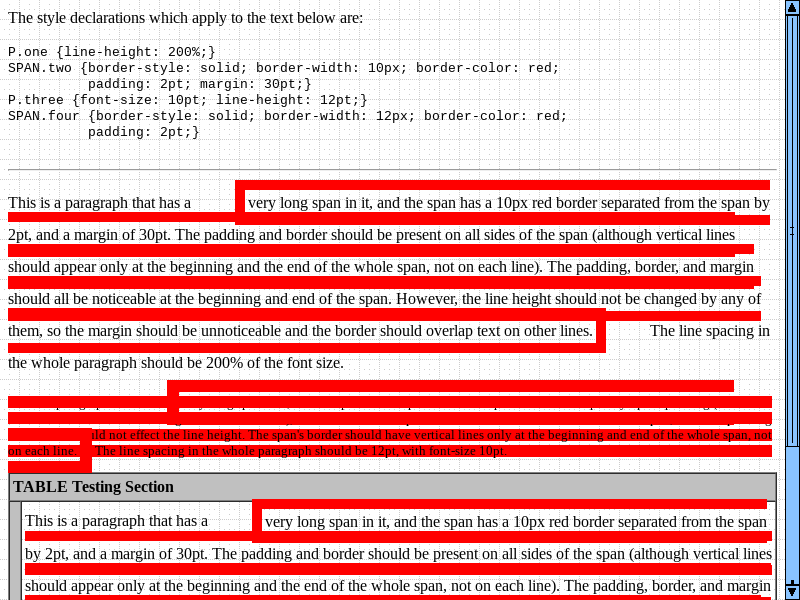 The style declarations which apply to the text below are:
P.one {line-height: 200%;}
SPAN.two {border-style: solid; border-width: 10px; border-color: red;
padding: 2pt; margin: 30pt;}
P.three {font-size: 10pt; line-height: 12pt;}
SPAN.four {border-style: solid; border-width: 12px; border-color: red;
padding: 2pt;}
This is a paragraph that has a very long span in it, and the span has a 10px red border separated from the span by
2pt, and a margin of 30pt. The padding and border should be present on all sides of the span (although vertical lines
should appear only at the beginning and the end of the whole span, not on each line). The padding, border, and margin
should all be noticeable at the beginning and end of the span. However, the line height should not be changed by any of
them, so the margin should be unnoticeable and the border should overlap text on other lines. The line spacing in
the whole paragraph should be 200% of the font size.
not effect the line height. The span's border should have vertical lines only at the beginning and end of the whole span, not
on each line. The line spacing in the whole paragraph should be 12pt, with font-size 10pt.
TABLE Testing Section
This is a paragraph that has a very long span in it, and the span has a 10px red border separated from the span
by 2pt, and a margin of 30pt. The padding and border should be present on all sides of the span (although vertical lines
should appear only at the beginning and the end of the whole span, not on each line). The padding, border, and margin